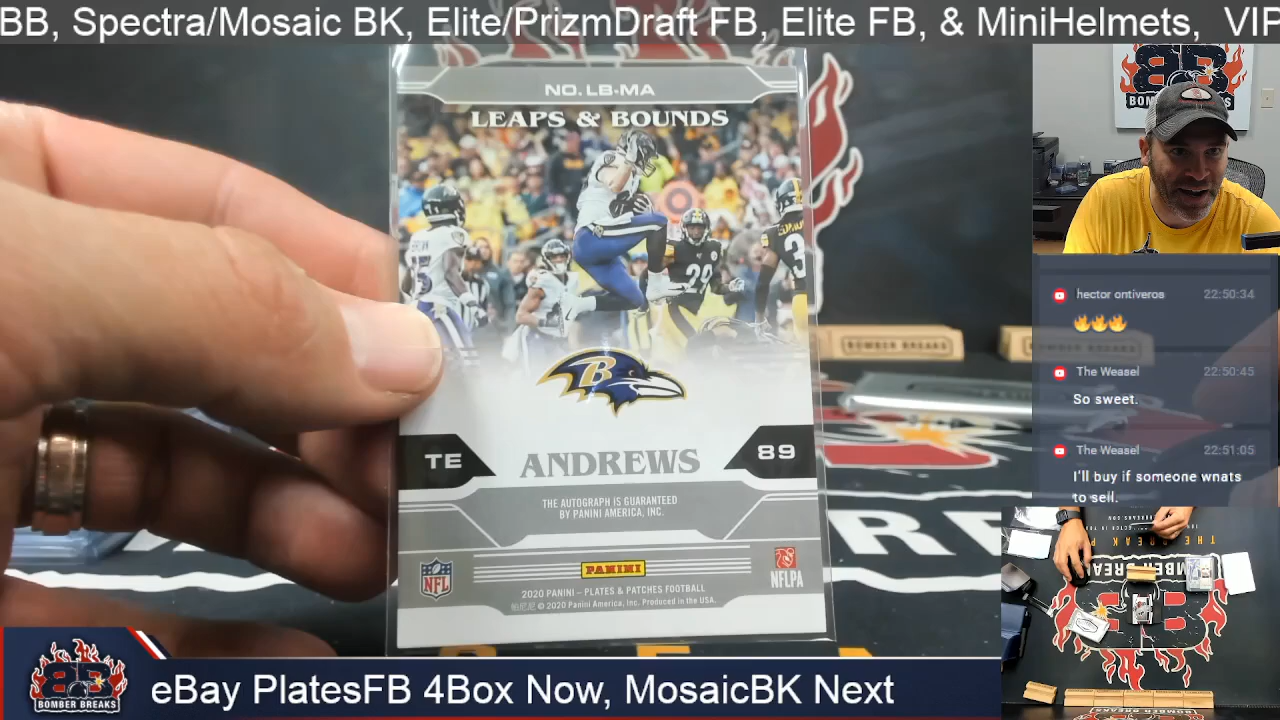 BB, Spectra/Mosaic BK, Elite/PrizmDraft FB, Elite FB, & MiniHelmets, VIP
NO. LB-MA
LEAPS & BOUNDS
29
3
TE
ANDREWS
89
THE AUTOGRAPH IS GUARANTEED
BY PANINI AMERICA, INC.
NFL
PANINI
NFLPA
2020 PANINI – PLATES & PATCHES FOOTBALL
© 2020 Panini America, Inc. Produced in the USA.
BOMBER BREAKS
hector ontiveros 22:50:34
🔥🔥🔥
The Weasel 22:50:45
So sweet.
The Weasel 22:51:05
I'll buy if someone wnats
to sell.
BB
BOMBER BREAKS
eBay PlatesFB 4Box Now, MosaicBK Next